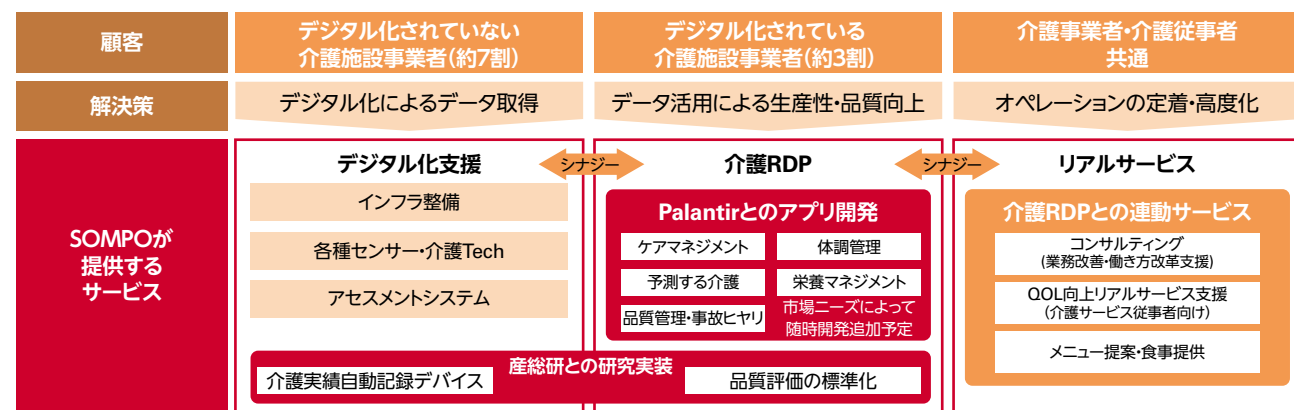 顧客
デジタル化されていない
介護施設事業者(約7割)
デジタル化されている
介護施設事業者(約3割)
介護事業者・介護従事者
共通
解決策
デジタル化によるデータ取得
データ活用による生産性・品質向上
オペレーションの定着・高度化
SOMPOが
提供する
サービス
デジタル化支援
シナジー
介護RDP
シナジー
リアルサービス
インフラ整備
各種センサー・介護Tech
アセスメントシステム
Palantirとのアプリ開発
ケアマネジメント
体調管理
予測する介護
栄養マネジメント
品質管理・事故ヒヤリ
市場ニーズによって
随時開発追加予定
介護RDPとの連動サービス
コンサルティング
(業務改善・働き方改革支援)
QOL向上リアルサービス支援
(介護サービス従事者向け)
メニュー提案・食事提供
産総研との研究実装
介護実績自動記録デバイス
品質評価の標準化